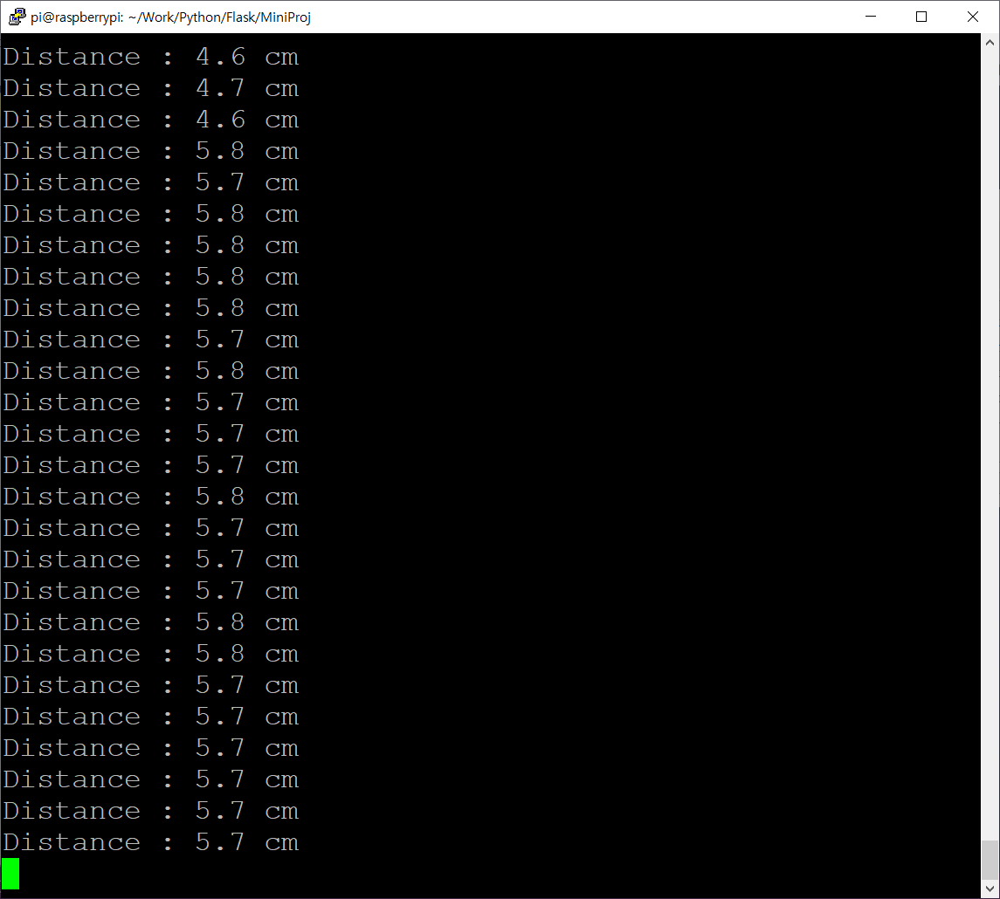 pi@raspberrypi: ~/Work/Python/Flask/MiniProj
Distance : 4.6 cm
Distance : 4.7 cm
Distance : 4.6 cm
Distance : 5.8 cm
Distance : 5.7 cm
Distance : 5.8 cm
Distance : 5.8 cm
Distance : 5.8 cm
Distance : 5.8 cm
Distance : 5.7 cm
Distance : 5.8 cm
Distance : 5.7 cm
Distance : 5.7 cm
Distance : 5.7 cm
Distance : 5.8 cm
Distance : 5.7 cm
Distance : 5.7 cm
Distance : 5.7 cm
Distance : 5.8 cm
Distance : 5.8 cm
Distance : 5.7 cm
Distance : 5.7 cm
Distance : 5.7 cm
Distance : 5.7 cm
Distance : 5.7 cm
Distance : 5.7 cm